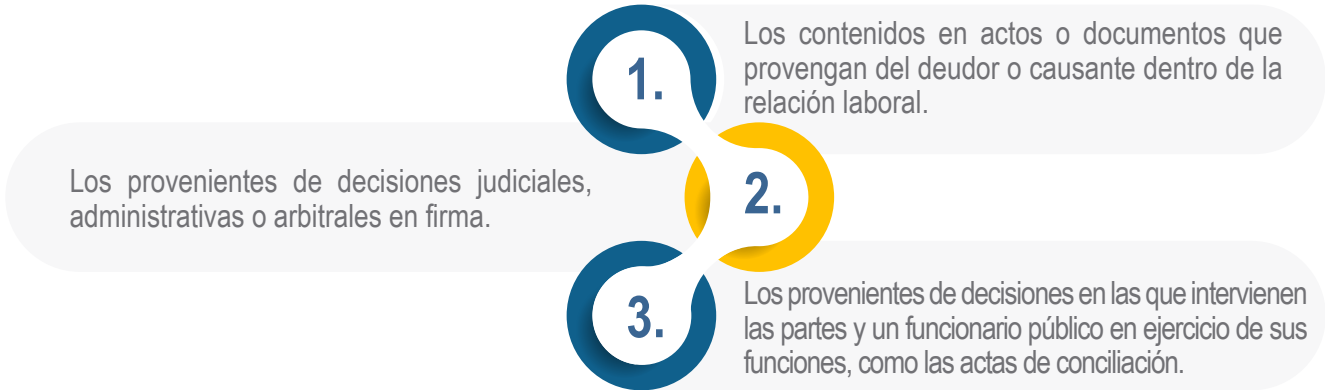 1.
Los contenidos en actos o documentos que
provengan del deudor o causante dentro de la
relación laboral.
2.
Los provenientes de decisiones judiciales,
administrativas o arbitrales en firma.
3.
Los provenientes de decisiones en las que intervienen
las partes y un funcionario público en ejercicio de sus
funciones, como las actas de conciliación.